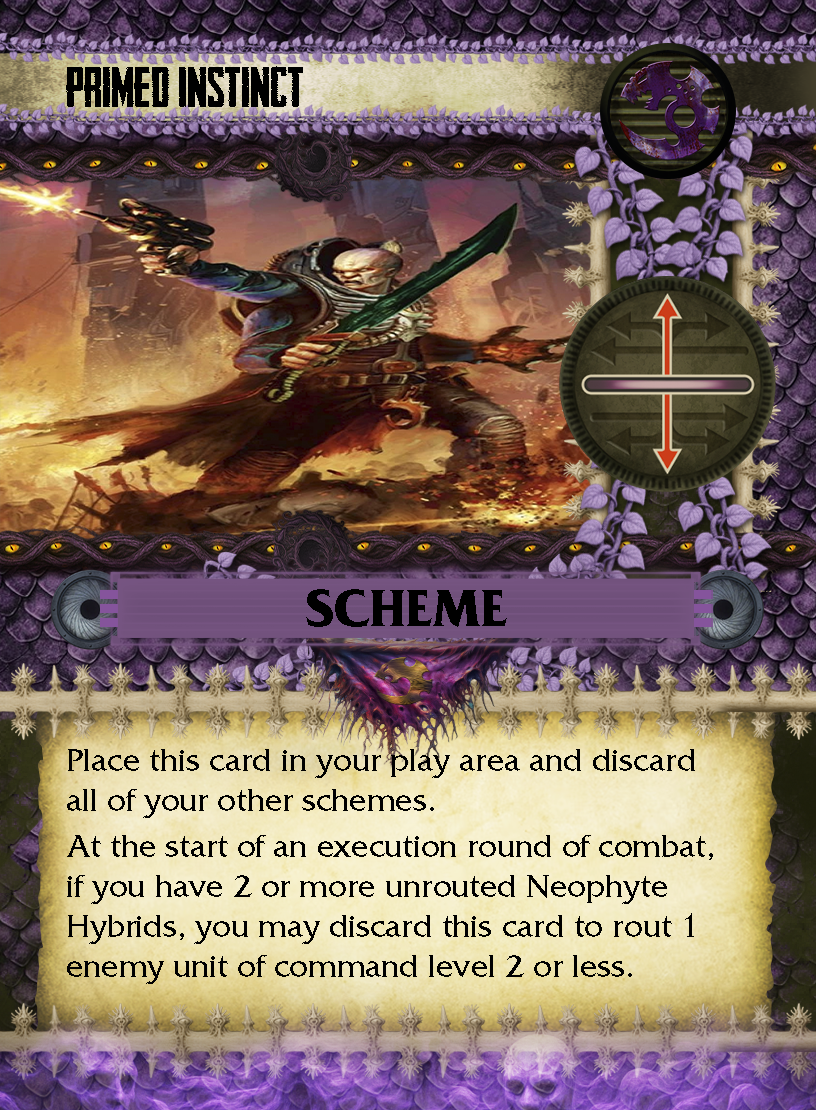 PRIMED INSTINCT
SCHEME
Place this card in your play area and discard
all of your other schemes.
At the start of an execution round of combat,
if you have 2 or more unrouted Neophyte
Hybrids, you may discard this card to rout 1
enemy unit of command level 2 or less.